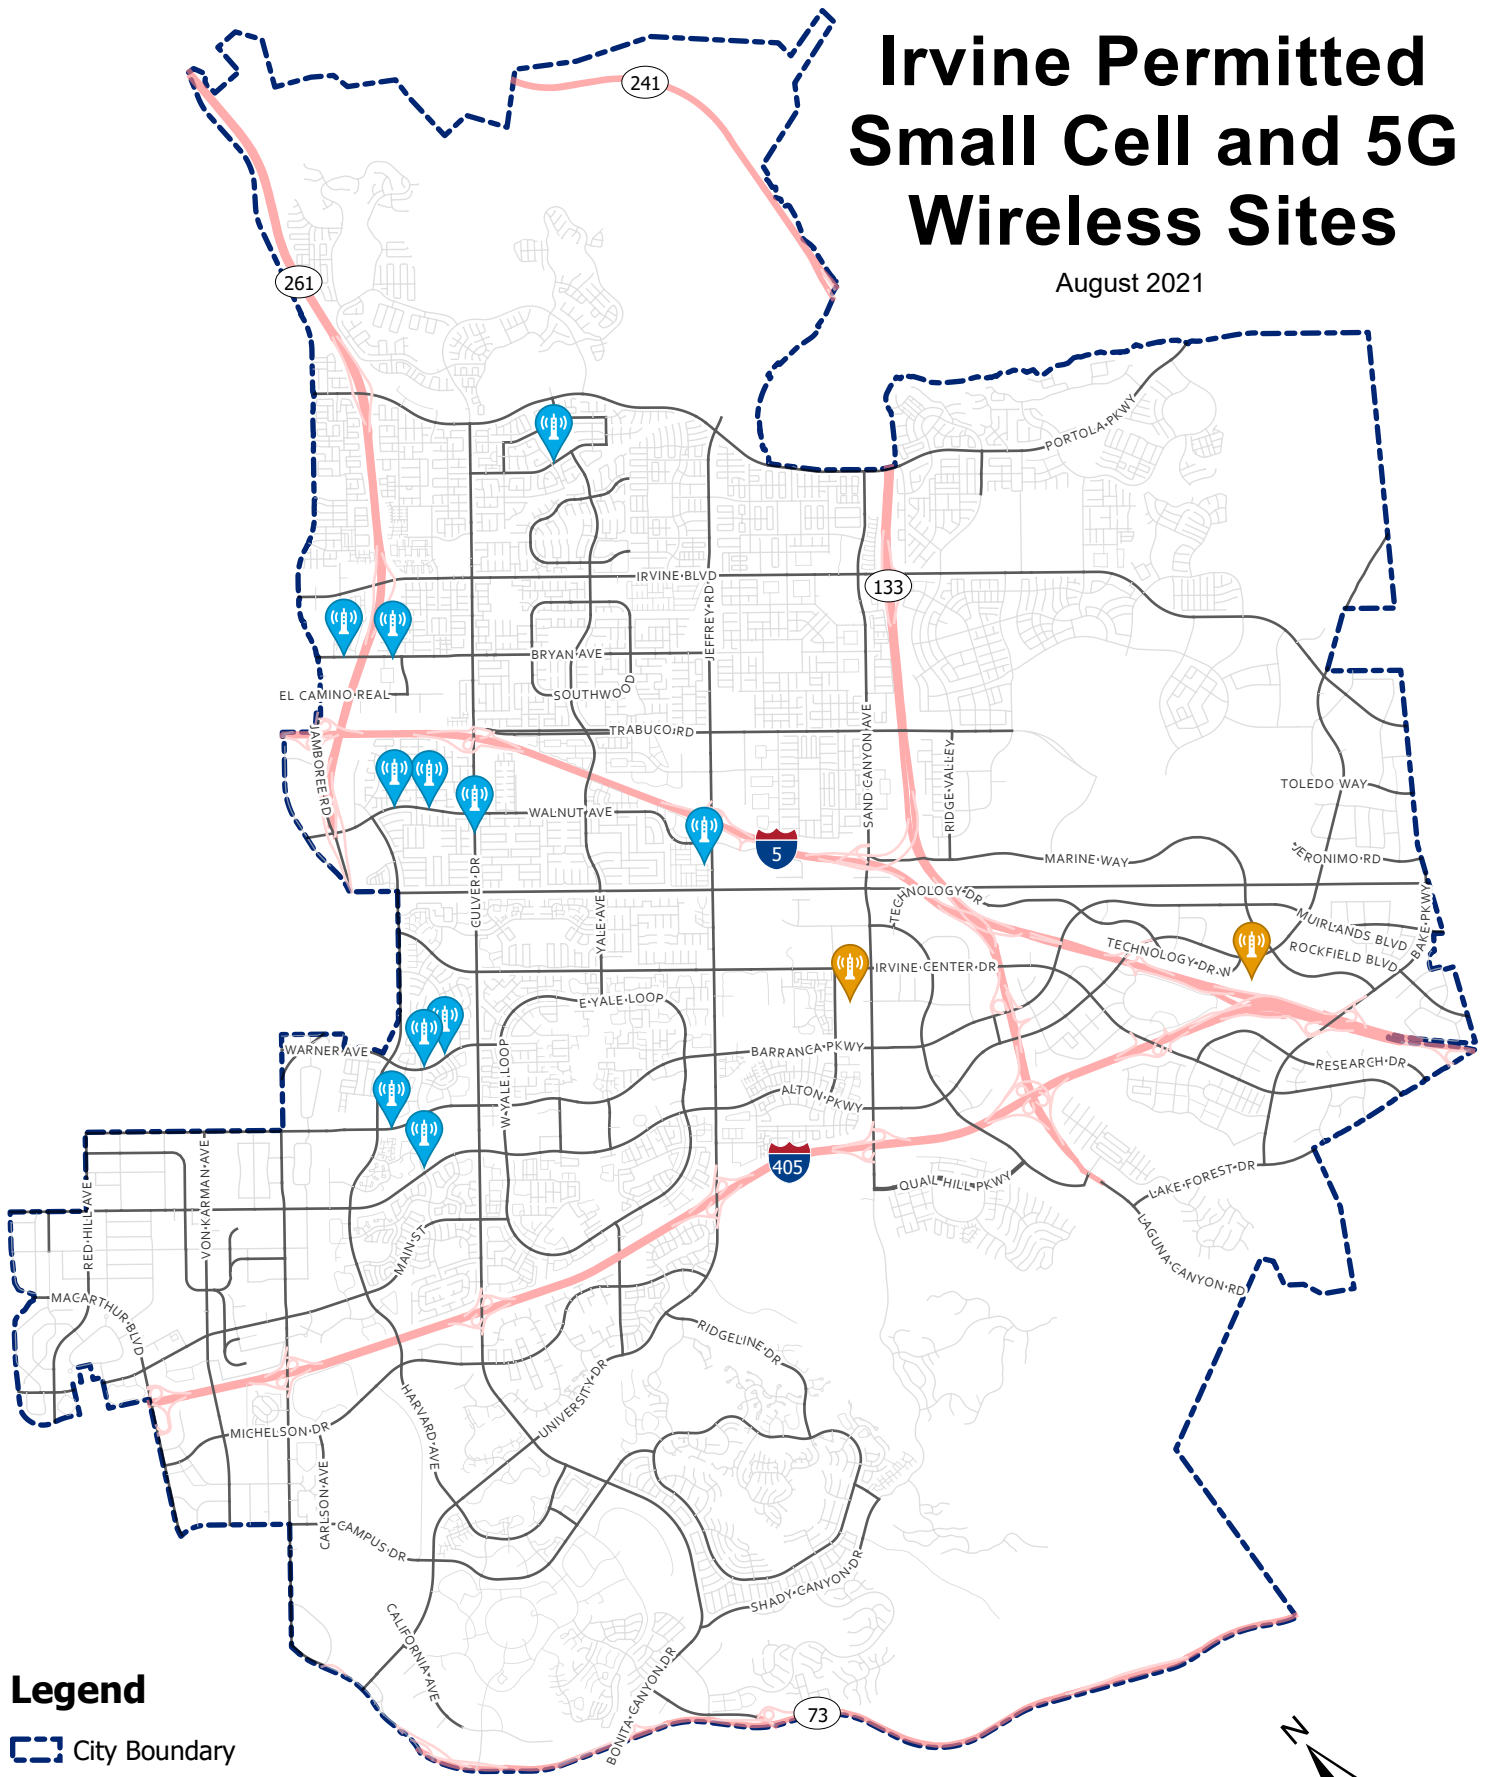 Irvine Permitted
Small Cell and 5G
Wireless Sites
August 2021
241
261
PORTOLA PKWY
IRVINE BLVD
133
JEFFREY RD
BRYAN AVE
EL CAMINO REAL
SOUTHWOOD
JAMBOREE RD
TRABUCO RD
SAND CANYON AVE
RIDGE VALLEY
TOLEDO WAY
WALNUT AVE
5
MARINE WAY
JERONIMO RD
CULVER DR
YALE AVE
TECHNOLOGY DR
BAKE PKWY
MUIRLANDS BLVD
TECHNOLOGY DR W
ROCKFIELD BLVD
IRVINE CENTER DR
E YALE LOOP
WARNER AVE
W YALE LOOP
BARRANCA PKWY
RESEARCH DR
ALTON PKWY
405
VON KARMAN AVE
RED HILL AVE
QUAIL HILL PKWY
LAKE FOREST DR
LAGUNA CANYON RD
MAIN ST
MACARTHUR BLVD
RIDGELINE DR
UNIVERSITY DR
HARVARD AVE
MICHELSON DR
CARLSON AVE
CAMPUS DR
SHADY CANYON DR
CALIFORNIA AVE
BONITA CANYON DR
73
Legend
City Boundary
N